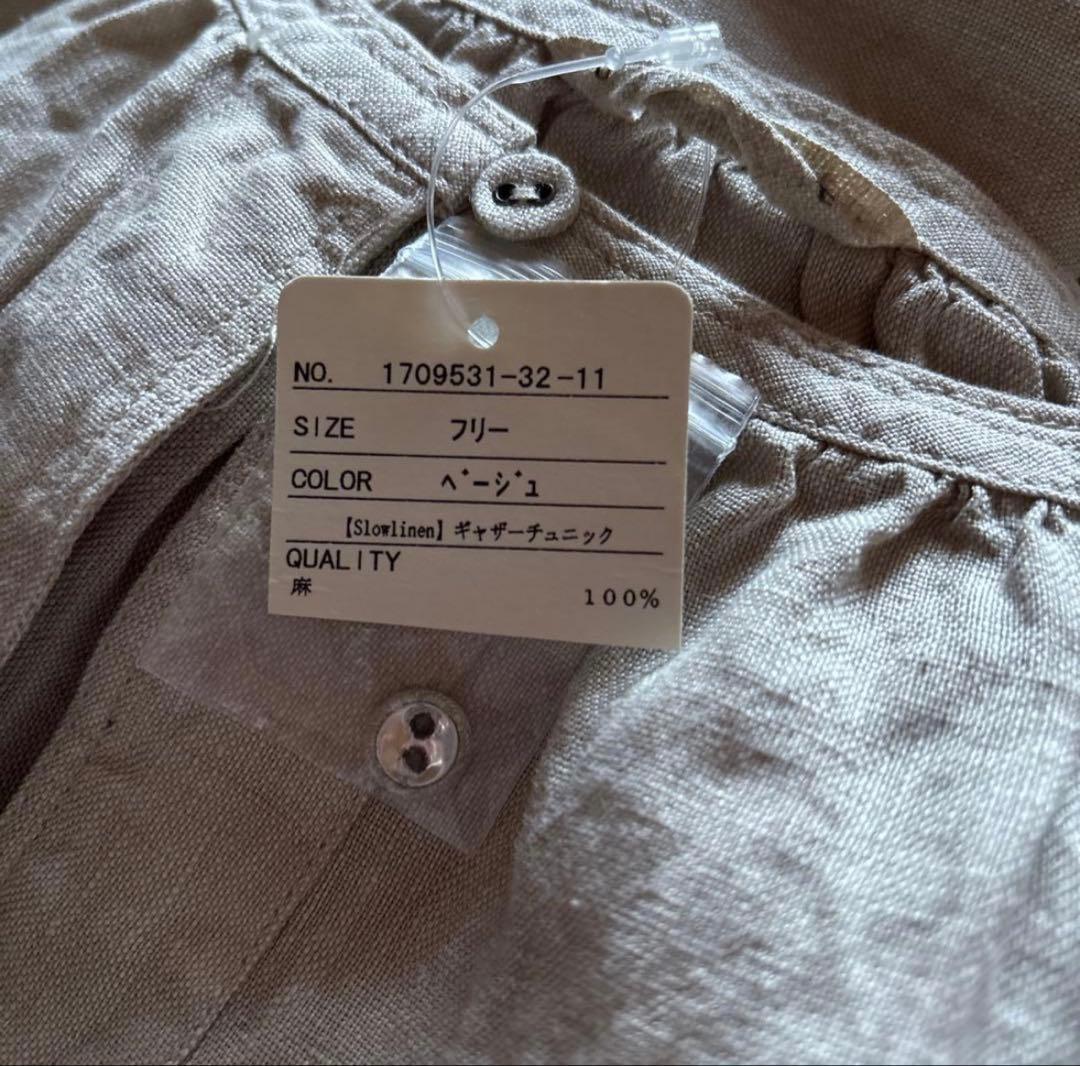 NO. 1709531-32-11
SIZE フリー
COLOR ベージュ
【Slowlinen】ギャザーチュニック
QUALITY
麻 100%